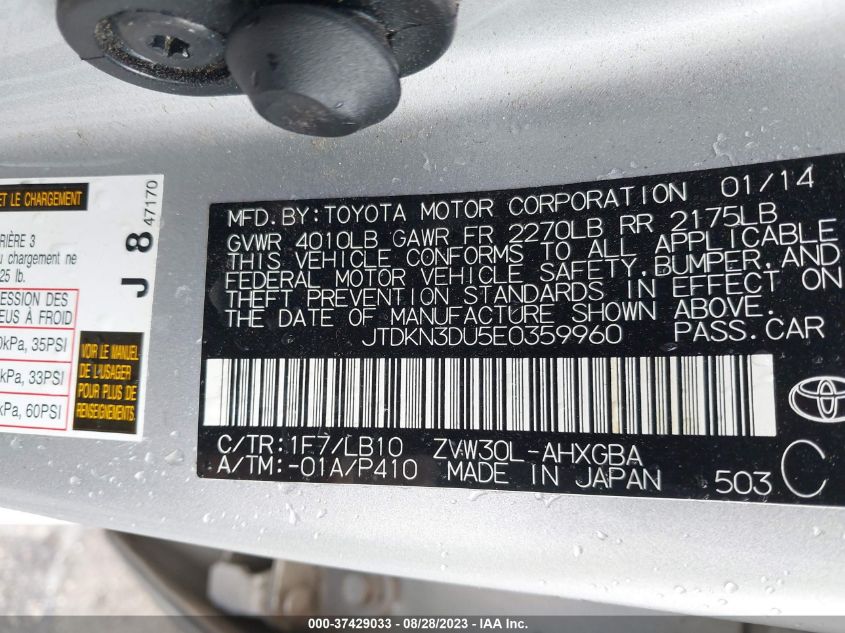 ET LE CHARGEMENT
RIÈRE 3
u chargement ne
25 lb.
ESSION DES
EUS À FROID
kPa, 35PSI
kPa, 33PSI
kPa, 60PSI
VOIR LE MANUEL
DE L'USAGER
POUR PLUS DE
RENSEIGNEMENTS.
J 8 47170
MFD. BY: TOYOTA MOTOR CORPORATION 01/14
GVWR 4010LB GAWR FR 2270LB RR 2175LB
THIS VEHICLE CONFORMS TO ALL APPLICABLE
FEDERAL MOTOR VEHICLE SAFETY, BUMPER, AND
THEFT PREVENTION STANDARDS IN EFFECT ON
THE DATE OF MANUFACTURE SHOWN ABOVE.
JTDKN3DU5E0359960 PASS. CAR
C/TR: 1F7/LB10 ZVW30L-AHXGBA
A/TM: -01A/P410 MADE IN JAPAN 503 C
000-37429033 - 08/28/2023 - IAA Inc.